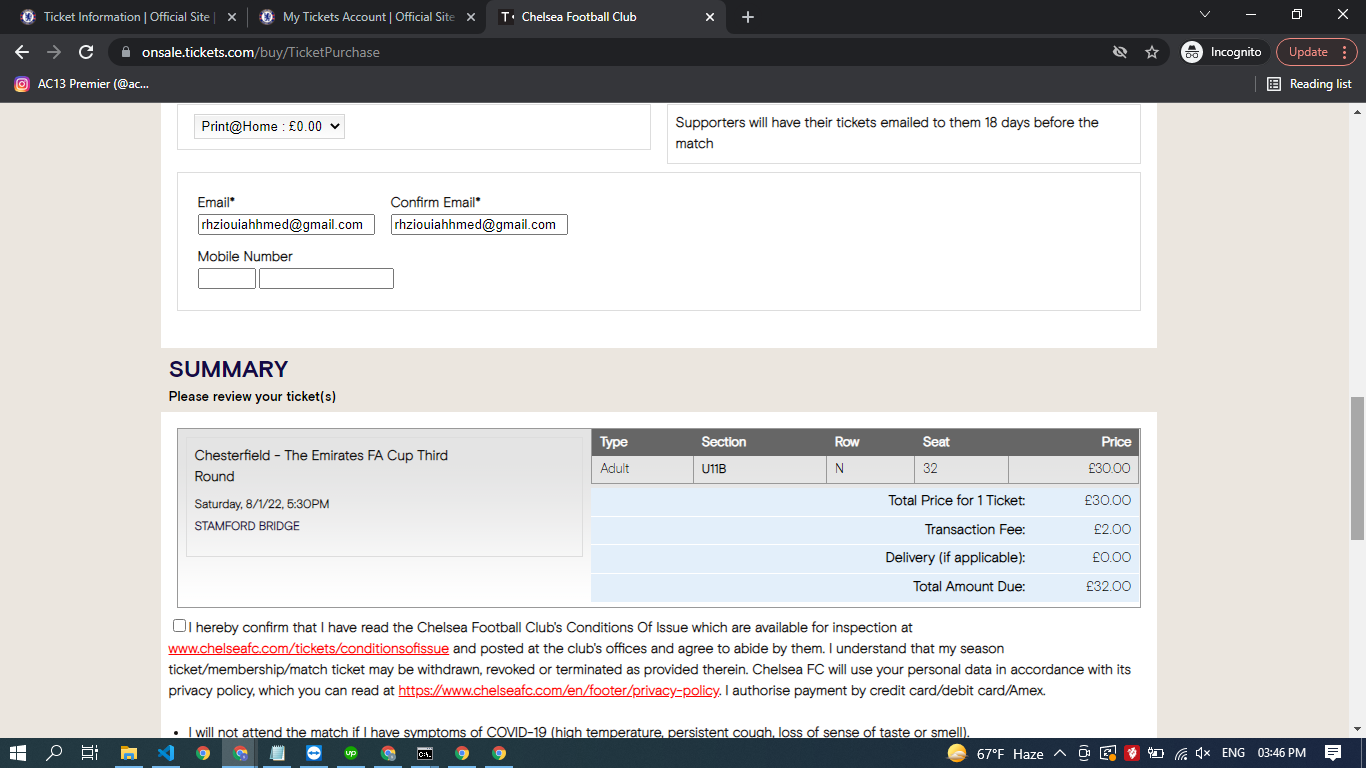 Ticket Information | Official Site |
My Tickets Account | Official Site
Chelsea Football Club
onsale.tickets.com/buy/TicketPurchase
Incognito
Update
AC13 Premier (@ac...
Reading list
Print@Home : £0.00
Supporters will have their tickets emailed to them 18 days before the
match
Email*
Confirm Email*
rhziouiahhmed@gmail.com
rhziouiahhmed@gmail.com
Mobile Number
SUMMARY
Please review your ticket(s)
Chesterfield - The Emirates FA Cup Third
Round
Saturday, 8/1/22, 5:30PM
STAMFORD BRIDGE
Type Section Row Seat Price
Adult U11B N 32 £30.00
Total Price for 1 Ticket: £30.00
Transaction Fee: £2.00
Delivery (if applicable): £0.00
Total Amount Due: £32.00
I hereby confirm that I have read the Chelsea Football Club's Conditions Of Issue which are available for inspection at
www.chelseafc.com/tickets/conditionsofissue and posted at the club's offices and agree to abide by them. I understand that my season
ticket/membership/match ticket may be withdrawn, revoked or terminated as provided therein. Chelsea FC will use your personal data in accordance with its
privacy policy, which you can read at https://www.chelseafc.com/en/footer/privacy-policy. I authorise payment by credit card/debit card/Amex.
• I will not attend the match if I have symptoms of COVID-19 (high temperature, persistent cough, loss of sense of taste or smell).
67°F Haze
ENG
03:46 PM